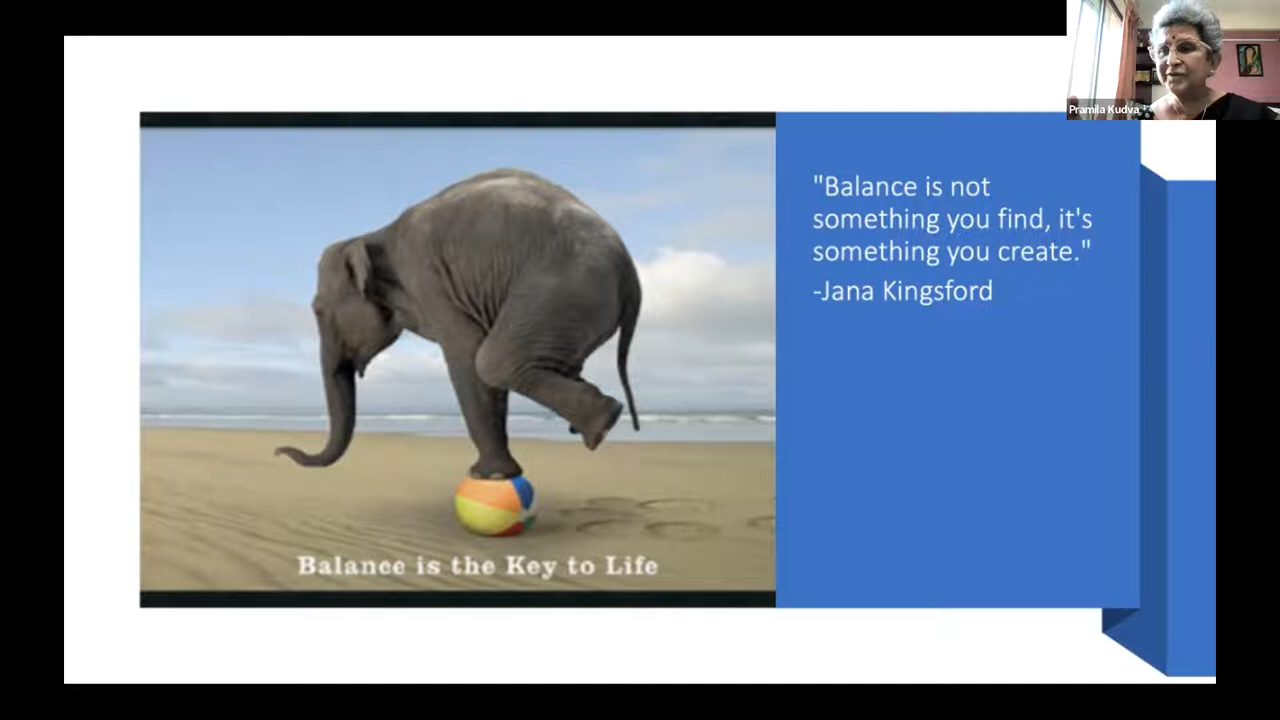 Pramila Kudva
"Balance is not
something you find, it's
something you create."
-Jana Kingsford
Balance is the Key to Life